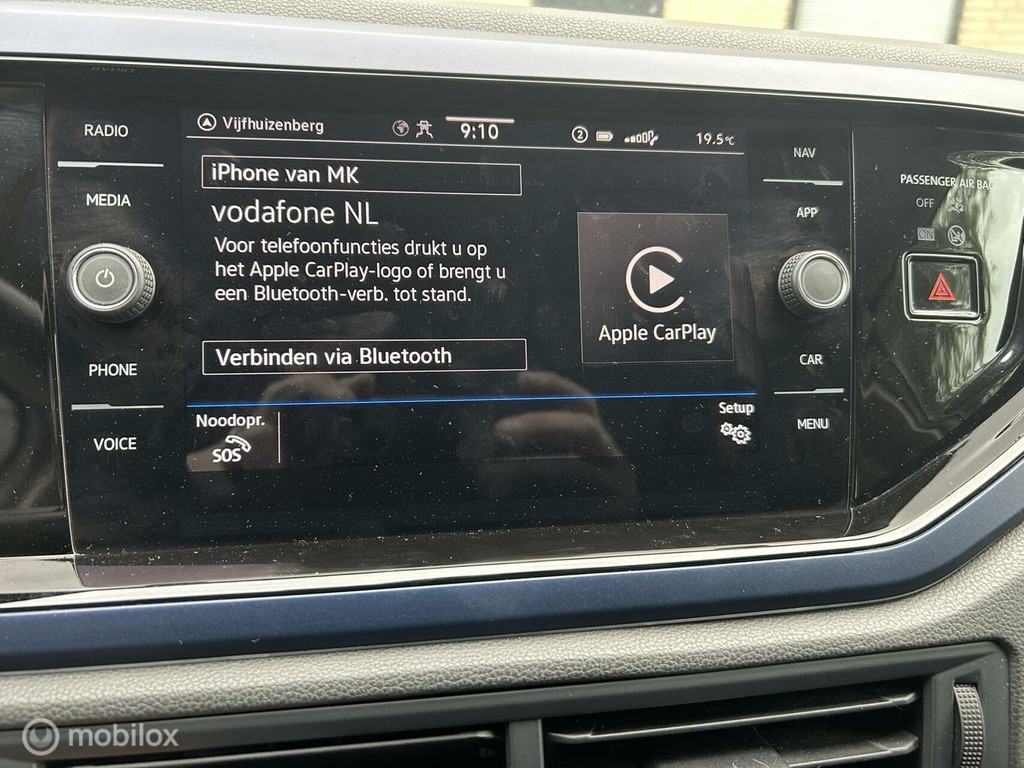 RADIO
MEDIA
PHONE
VOICE
Vijfhuizenberg
9:10
2
19.5°C
iPhone van MK
vodafone NL
Voor telefoonfuncties drukt u op
het Apple CarPlay-logo of brengt u
een Bluetooth-verb. tot stand.
Apple CarPlay
Verbinden via Bluetooth
Noodopr.
SOS
Setup
NAV
APP
CAR
MENU
PASSENGER AIR BAG
OFF
ON
mobilox